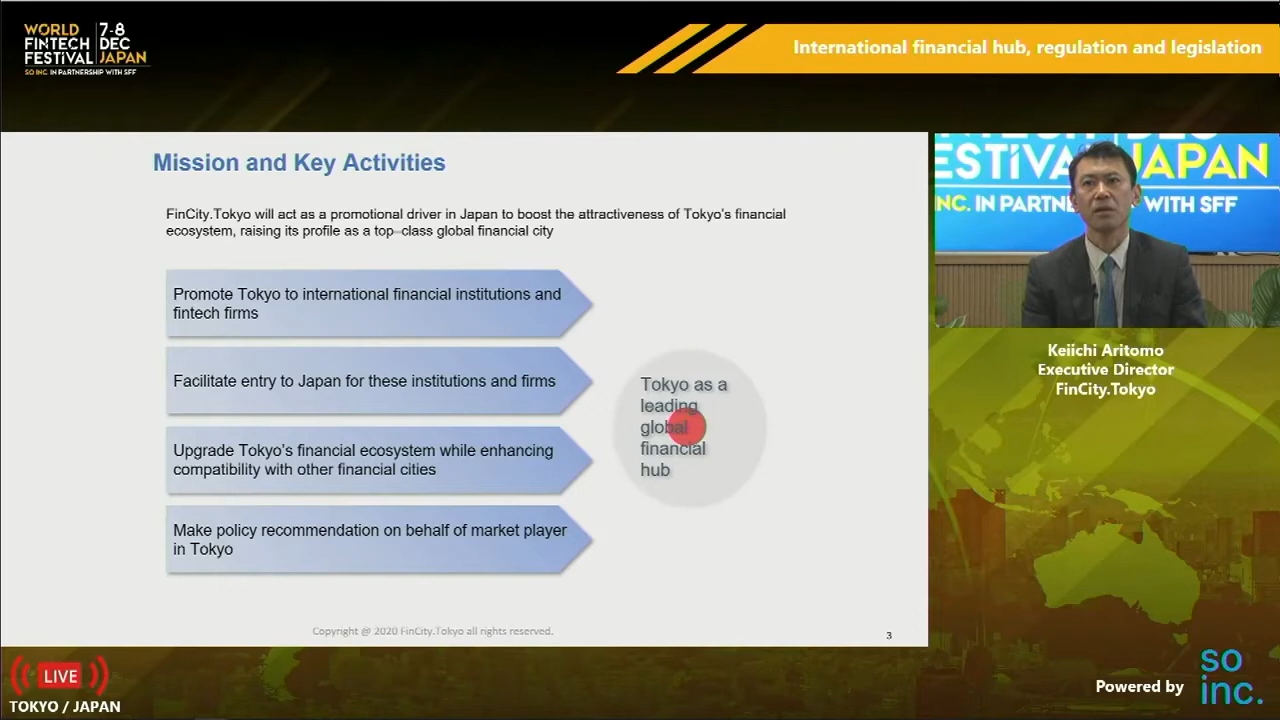 WORLD
FINTECH
FESTIVAL
7-8
DEC
JAPAN
SO INC. IN PARTNERSHIP WITH SFF
International financial hub, regulation and legislation
Mission and Key Activities
FinCity.Tokyo will act as a promotional driver in Japan to boost the attractiveness of Tokyo's financial
ecosystem, raising its profile as a top–class global financial city
Promote Tokyo to international financial institutions and
fintech firms
Facilitate entry to Japan for these institutions and firms
Upgrade Tokyo's financial ecosystem while enhancing
compatibility with other financial cities
Make policy recommendation on behalf of market player
in Tokyo
Tokyo as a
leading
global
financial
hub
Copyright @ 2020 FinCity.Tokyo all rights reserved.
3
ESTiVA JAPAN
INC. IN PARTNE WITH SFF
Keiichi Aritomo
Executive Director
FinCity.Tokyo
LIVE
TOKYO / JAPAN
Powered by
so
inc.